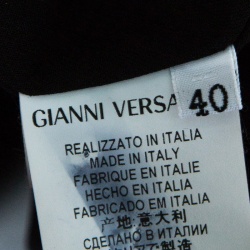 GIANNI VERSA
40
REALIZZATO IN ITALIA
MADE IN ITALY
FABRIQUE EN ITALIE
HECHO EN ITALIA
FABRICADO EM ITALIA
产地:意大利
СДЕЛАНО В ИТАЛИИ